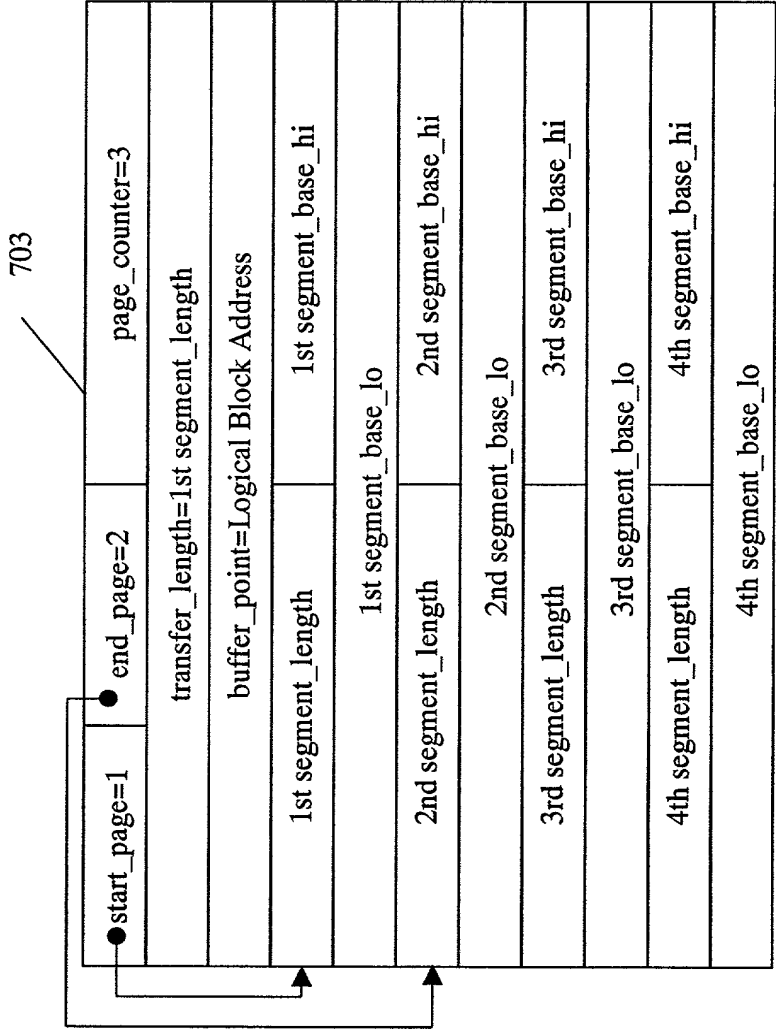 703
start_page=1
end_page=2
page_counter=3
transfer_length=1st segment_length
buffer_point=Logical Block Address
1st segment_length
1st segment_base_hi
1st segment_base_lo
2nd segment_length
2nd segment_base_hi
2nd segment_base_lo
3rd segment_length
3rd segment_base_hi
3rd segment_base_lo
4th segment_length
4th segment_base_hi
4th segment_base_lo